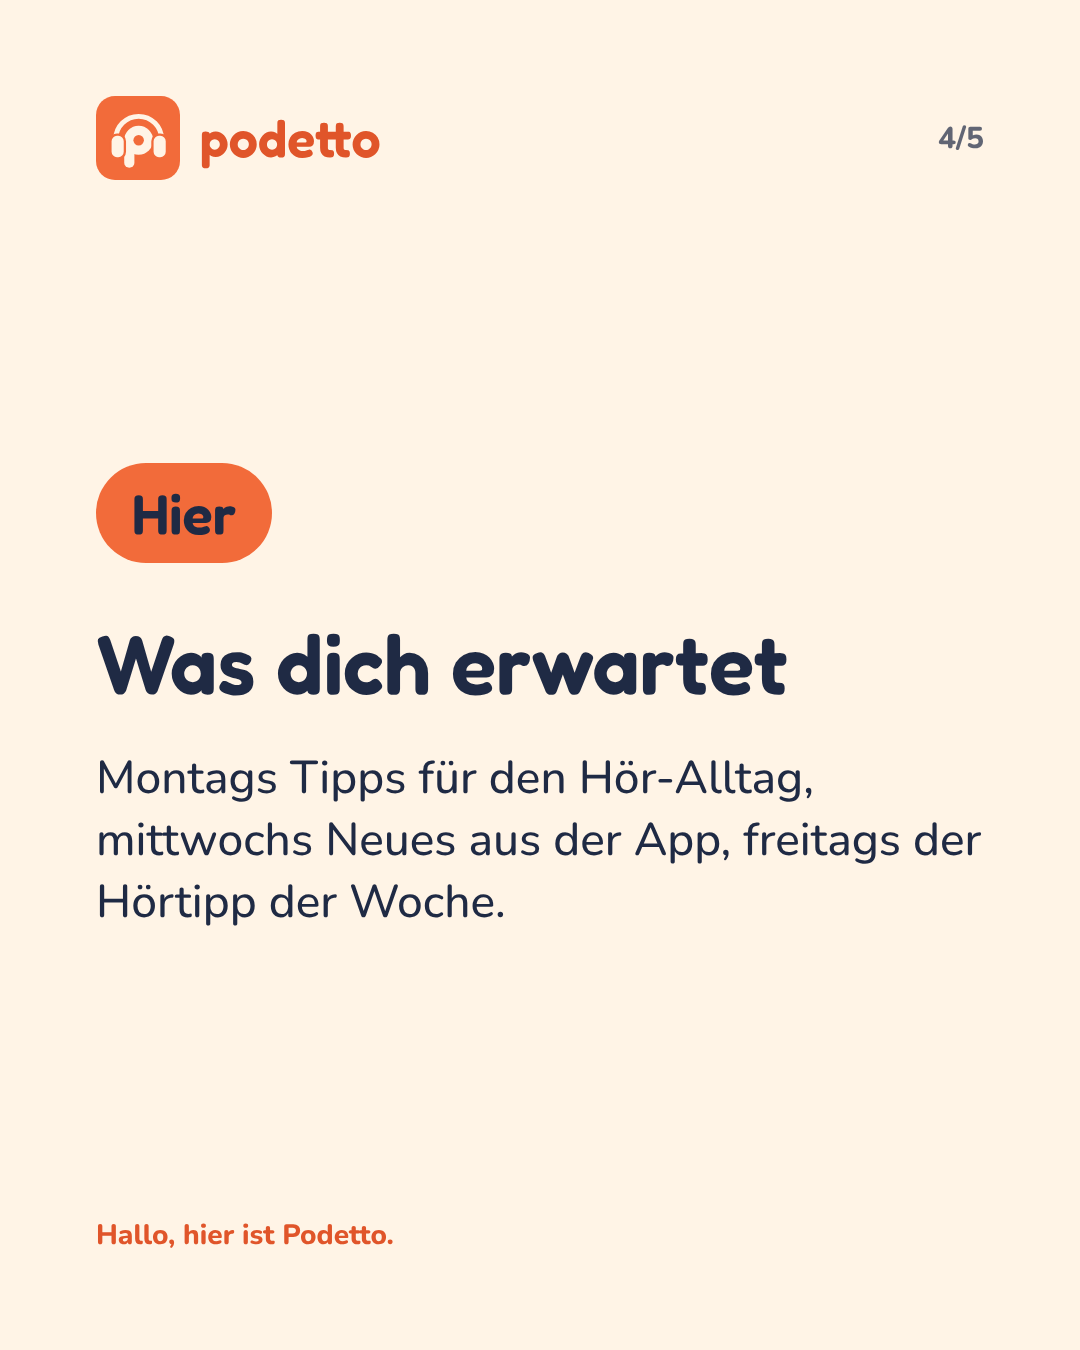 podetto
4/5
Hier
Was dich erwartet
Montags Tipps für den Hör-Alltag,
mittwochs Neues aus der App, freitags der
Hörtipp der Woche.
Hallo, hier ist Podetto.